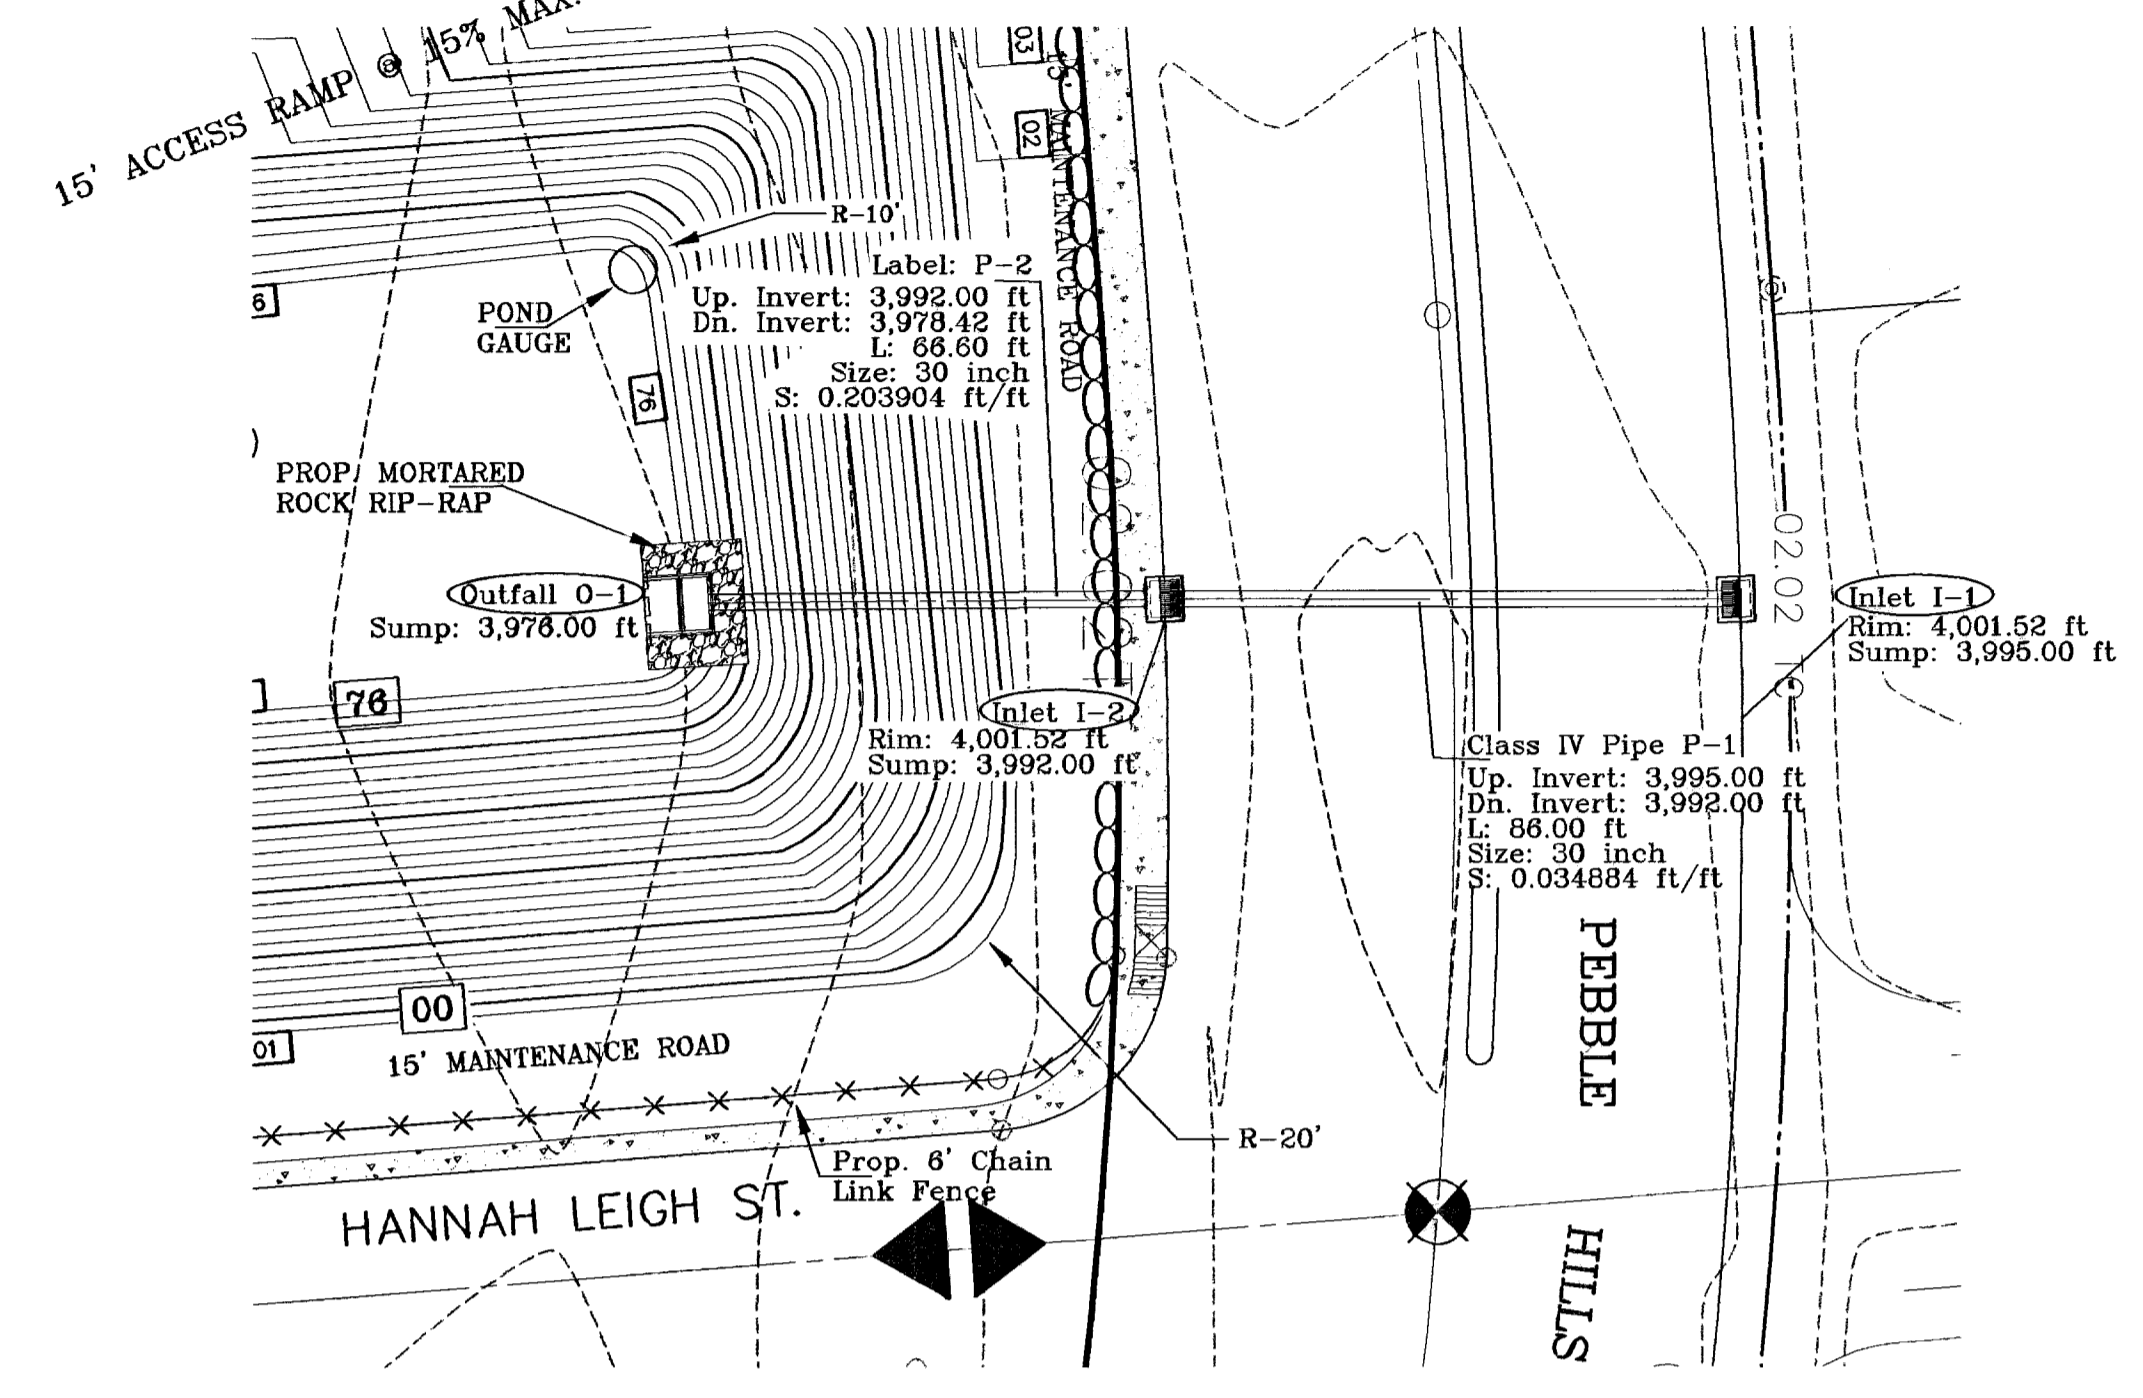 15' ACCESS RAMP @ 15% MAX.
03
02
15' MAINTENANCE ROAD
R-10'
6
POND
GAUGE
Label: P-2
Up. Invert: 3,992.00 ft
Dn. Invert: 3,978.42 ft
L: 66.60 ft
Size: 30 inch
S: 0.203904 ft/ft
76
PROP. MORTARED
ROCK RIP-RAP
Outfall O-1
Sump: 3,976.00 ft
02.02
Inlet I-1
Rim: 4,001.52 ft
Sump: 3,995.00 ft
76
Inlet I-2
Rim: 4,001.52 ft
Sump: 3,992.00 ft
Class IV Pipe P-1
Up. Invert: 3,995.00 ft
Dn. Invert: 3,992.00 ft
L: 86.00 ft
Size: 30 inch
S: 0.034884 ft/ft
00
01
15' MAINTENANCE ROAD
R-20'
Prop. 6' Chain
Link Fence
HANNAH LEIGH ST.
PEBBLE HILLS